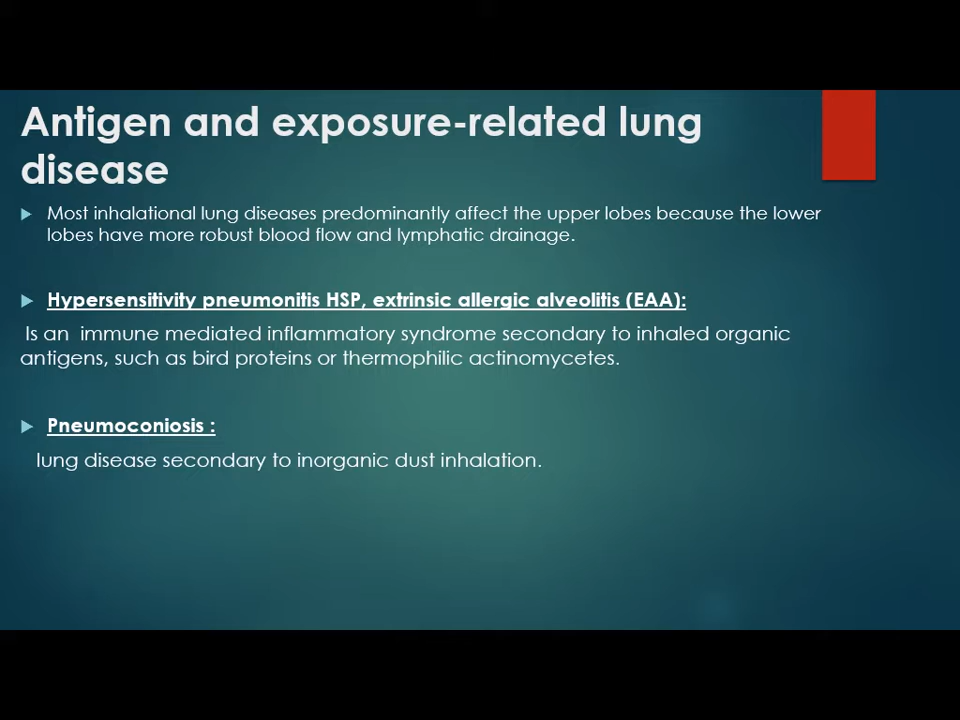 Antigen and exposure-related lung
disease
Most inhalational lung diseases predominantly affect the upper lobes because the lower
lobes have more robust blood flow and lymphatic drainage.
Hypersensitivity pneumonitis HSP, extrinsic allergic alveolitis (EAA):
Is an  immune mediated inflammatory syndrome secondary to inhaled organic
antigens, such as bird proteins or thermophilic actinomycetes.
Pneumoconiosis :
lung disease secondary to inorganic dust inhalation.